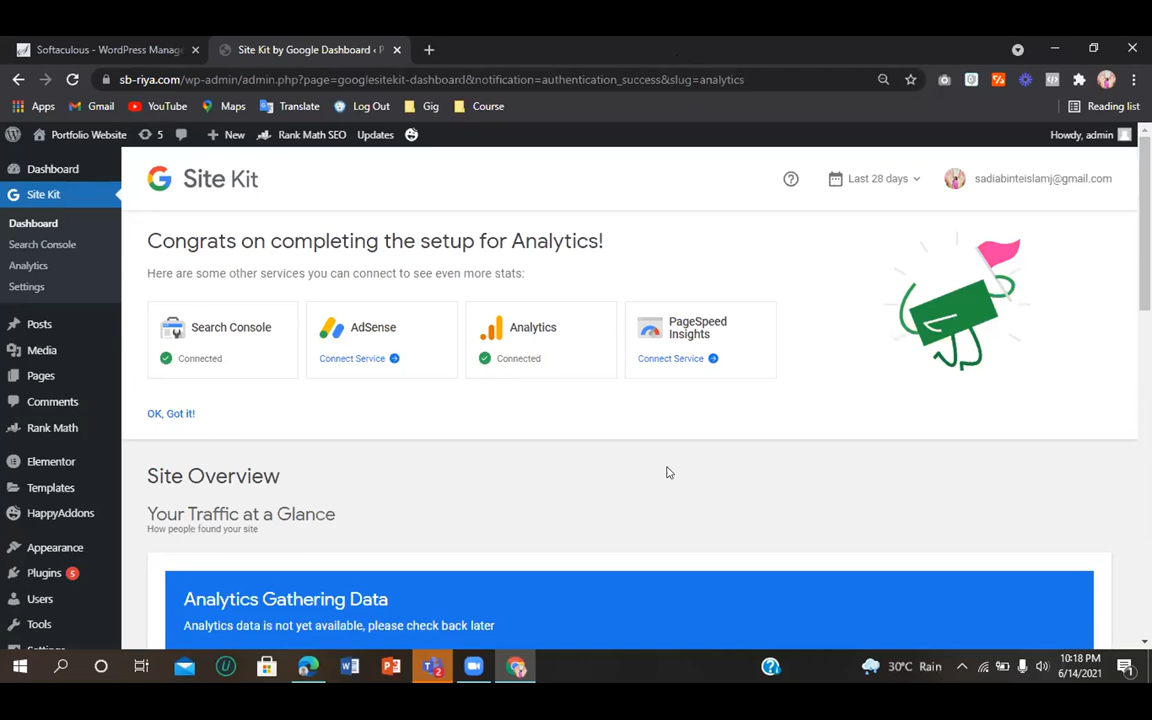 Softaculous - WordPress Manag
Site Kit by Google Dashboard ‹ P
sb-riya.com/wp-admin/admin.php?page=googlesitekit-dashboard&notification=authentication_success&slug=analytics
Apps Gmail YouTube Maps Translate Log Out Gig Course Reading list
Portfolio Website 5 New Rank Math SEO Updates Howdy, admin
Dashboard
Site Kit
Dashboard
Search Console
Analytics
Settings
Posts
Media
Pages
Comments
Rank Math
Elementor
Templates
HappyAddons
Appearance
Plugins 5
Users
Tools
Settings
Site Kit
Last 28 days
sadiabinteislamj@gmail.com
Congrats on completing the setup for Analytics!
Here are some other services you can connect to see even more stats:
Search Console
Connected
AdSense
Connect Service
Analytics
Connected
PageSpeed
Insights
Connect Service
OK, Got it!
Site Overview
Your Traffic at a Glance
How people found your site
Analytics Gathering Data
Analytics data is not yet available, please check back later
30°C Rain
10:18 PM
6/14/2021